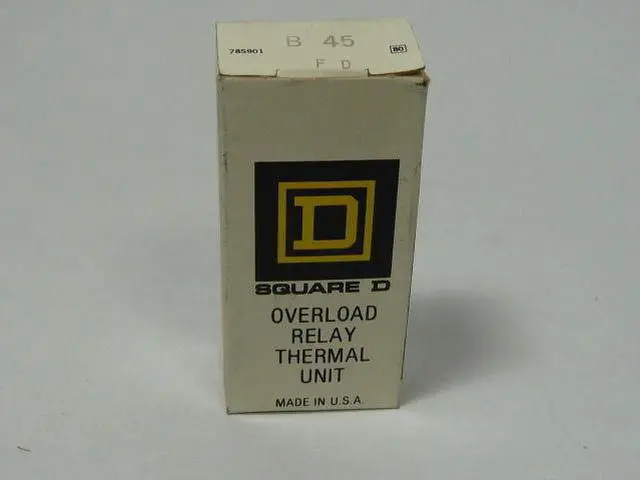 B 45
785901 80
F D
D
SQUARE D
OVERLOAD
RELAY
THERMAL
UNIT
MADE IN U.S.A.